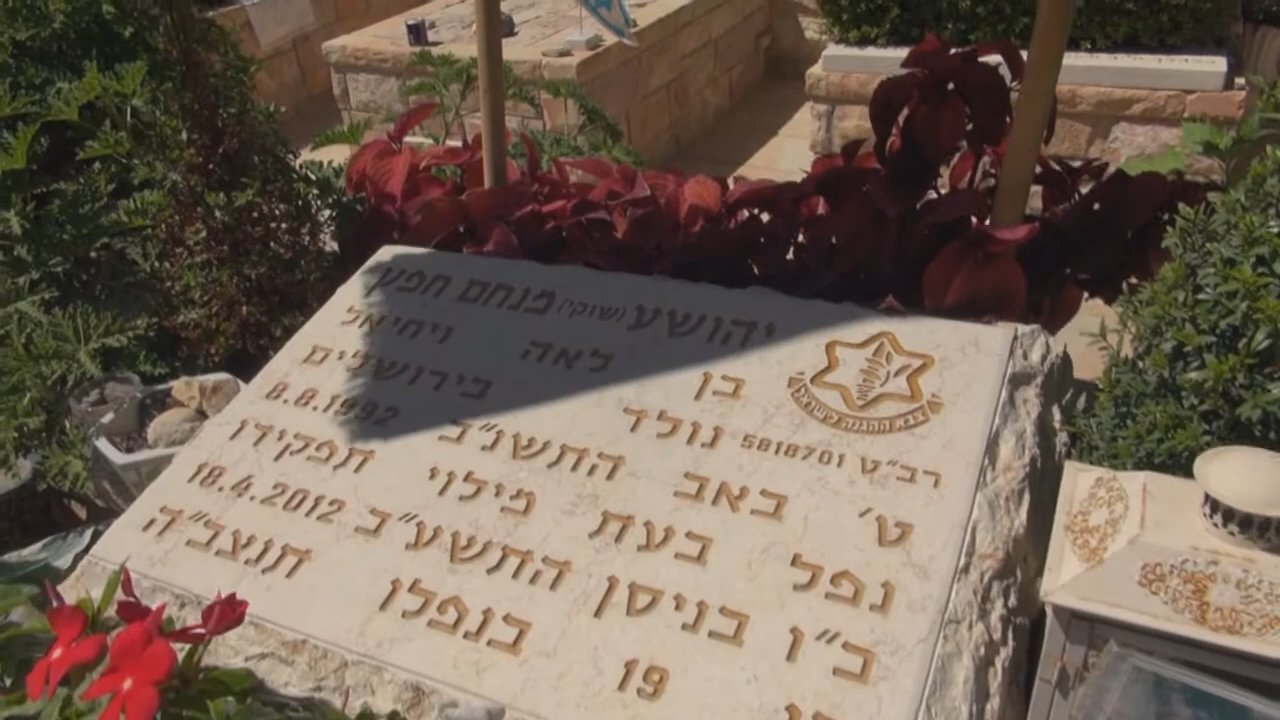 יהושע (שוקי) מנחם חפץ
בן לאה ויחיאל
צבא ההגנה לישראל
רב״ט 5818701 נולד בירושלים
ט׳ באב התשנ״ב 8.8.1992
נפל בעת מילוי תפקידו
כ״ו בניסן התשע״ב 18.4.2012
19 בנפלו תנצב״ה